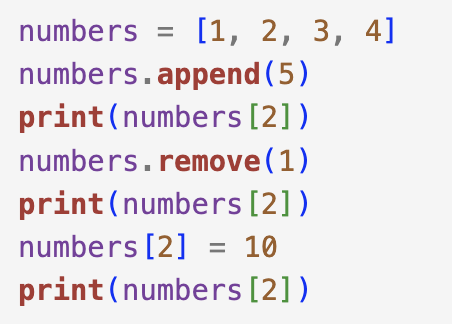 numbers = [1, 2, 3, 4]
numbers.append(5)
print(numbers[2])
numbers.remove(1)
print(numbers[2])
numbers[2] = 10
print(numbers[2])